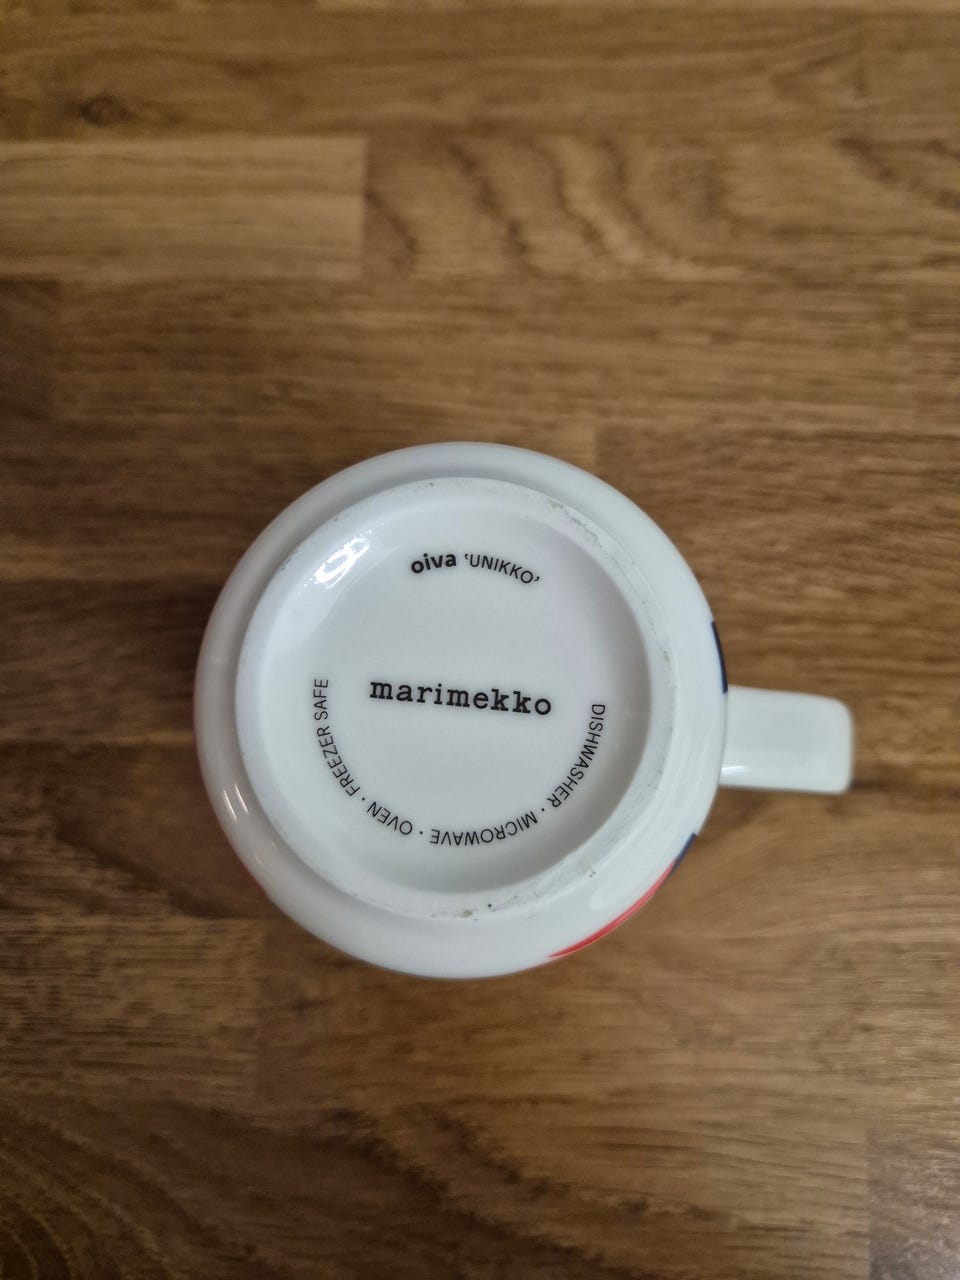 oiva ‘UNIKKO’
marimekko
DISHWASHER · MICROWAVE · OVEN · FREEZER SAFE